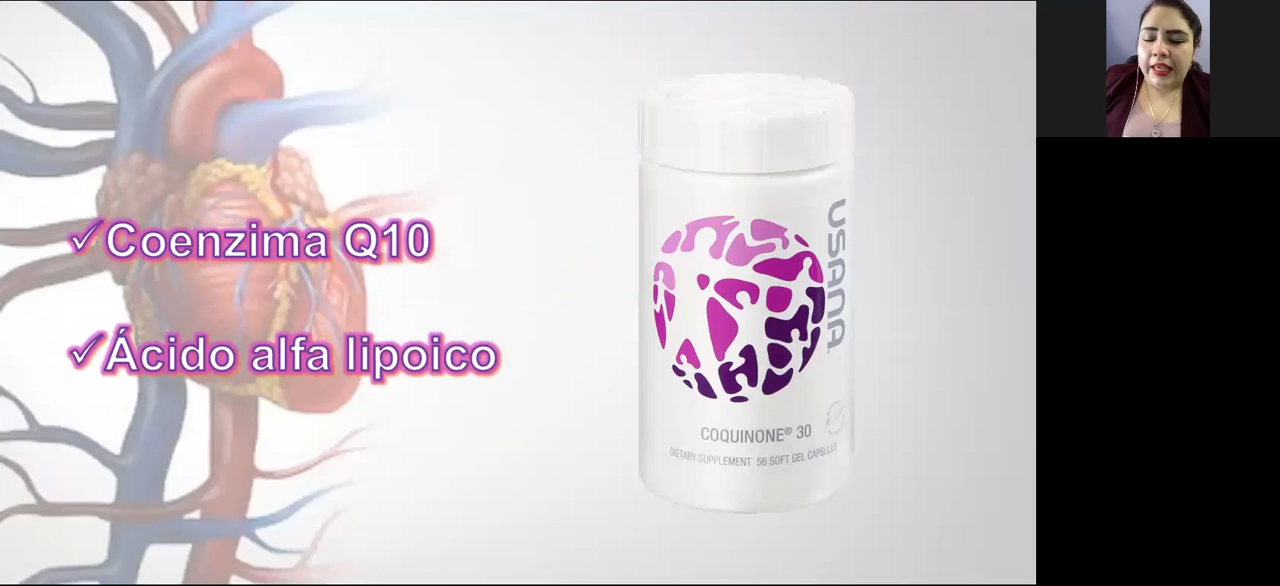 ✓Coenzima Q10
✓Ácido alfa lipoico
USANA
COQUINONE® 30
DIETARY SUPPLEMENT 56 SOFT GEL CAPSULES